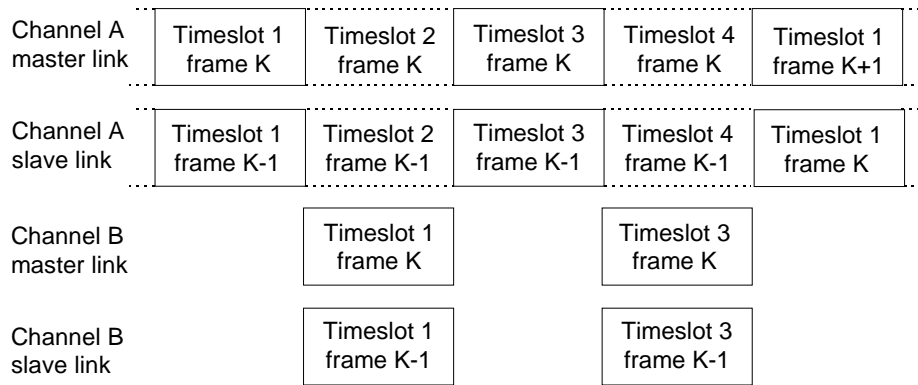 Channel A
master link
Timeslot 1
frame K
Timeslot 2
frame K
Timeslot 3
frame K
Timeslot 4
frame K
Timeslot 1
frame K+1
Channel A
slave link
Timeslot 1
frame K-1
Timeslot 2
frame K-1
Timeslot 3
frame K-1
Timeslot 4
frame K-1
Timeslot 1
frame K
Channel B
master link
Timeslot 1
frame K
Timeslot 3
frame K
Channel B
slave link
Timeslot 1
frame K-1
Timeslot 3
frame K-1